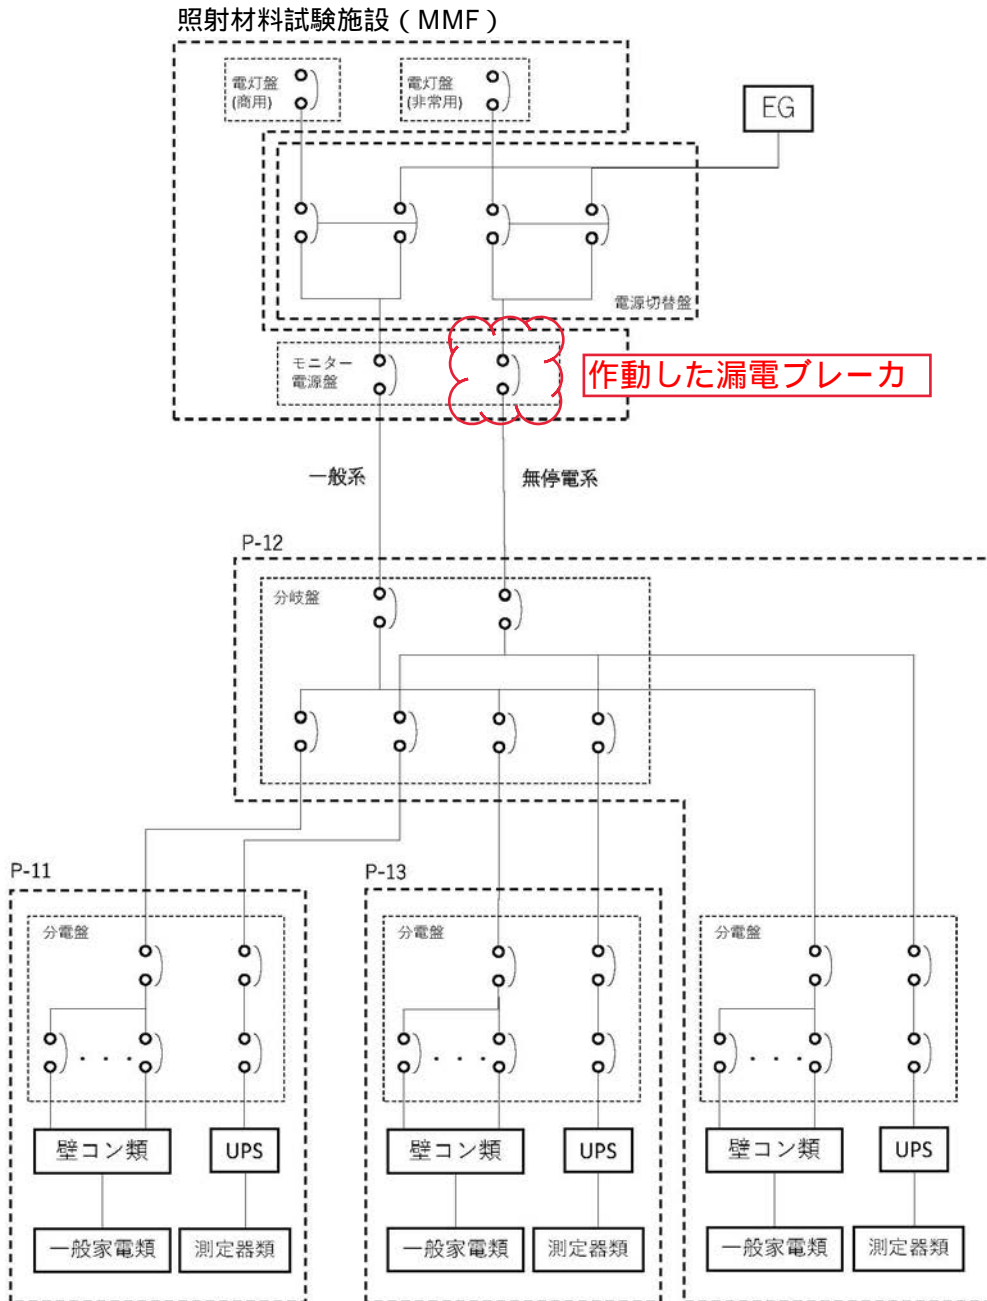 照射材料試験施設（MMF）
電灯盤
(商用)
電灯盤
(非常用)
EG
電源切替盤
モニター
電源盤
作動した漏電ブレーカ
一般系
無停電系
P-12
分岐盤
P-11
P-13
分電盤
分電盤
分電盤
壁コン類
UPS
壁コン類
UPS
壁コン類
UPS
一般家電類
測定器類
一般家電類
測定器類
一般家電類
測定器類